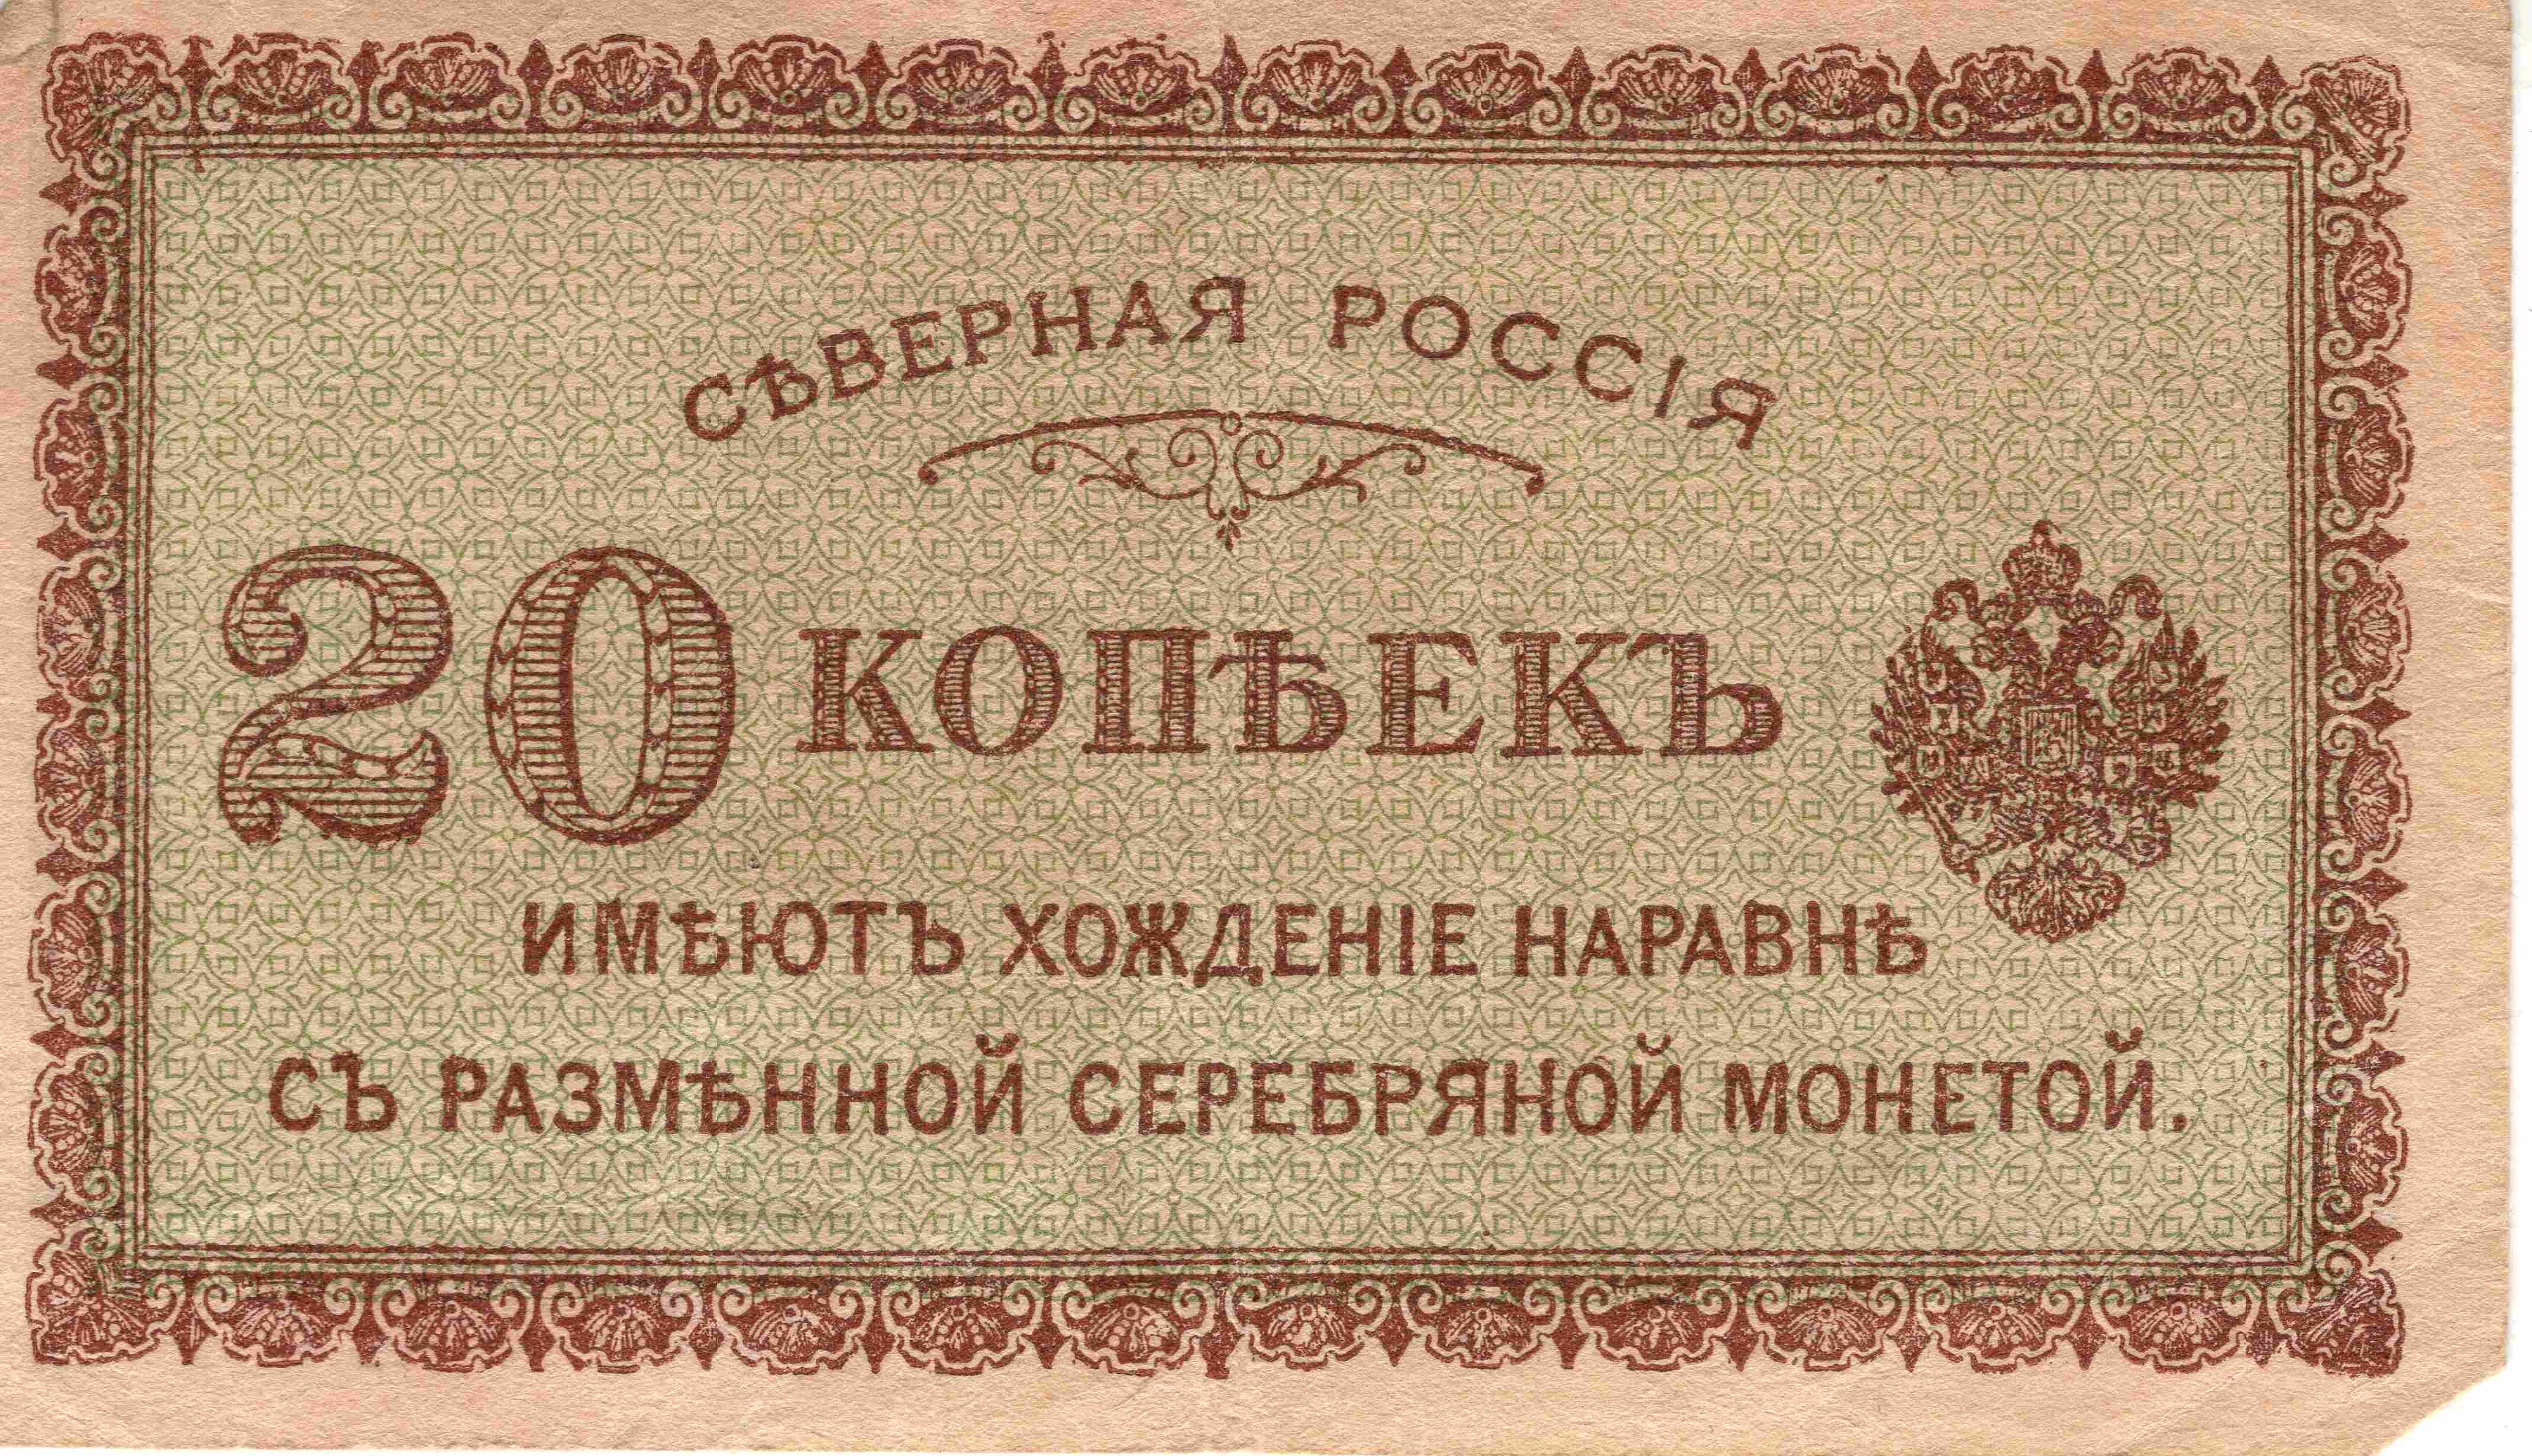 СѢВЕРНАЯ РОССІЯ
20 КОПѢЕКЪ
ИМѢЮТЪ ХОЖДЕНІЕ НАРАВНѢ
СЪ РАЗМѢННОЙ СЕРЕБРЯНОЙ МОНЕТОЙ.